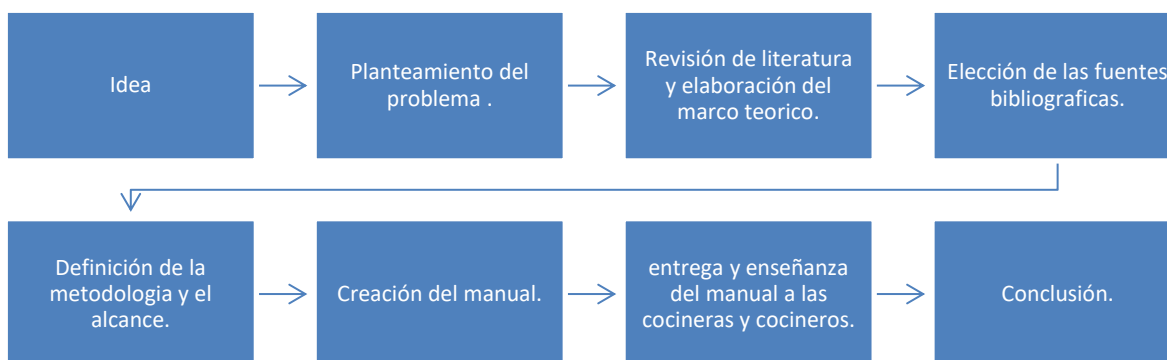 Idea
Planteamiento del
problema .
Revisión de literatura
y elaboración del
marco teorico.
Elección de las fuentes
bibliograficas.
Definición de la
metodologia y el
alcance.
Creación del manual.
entrega y enseñanza
del manual a las
cocineras y cocineros.
Conclusión.